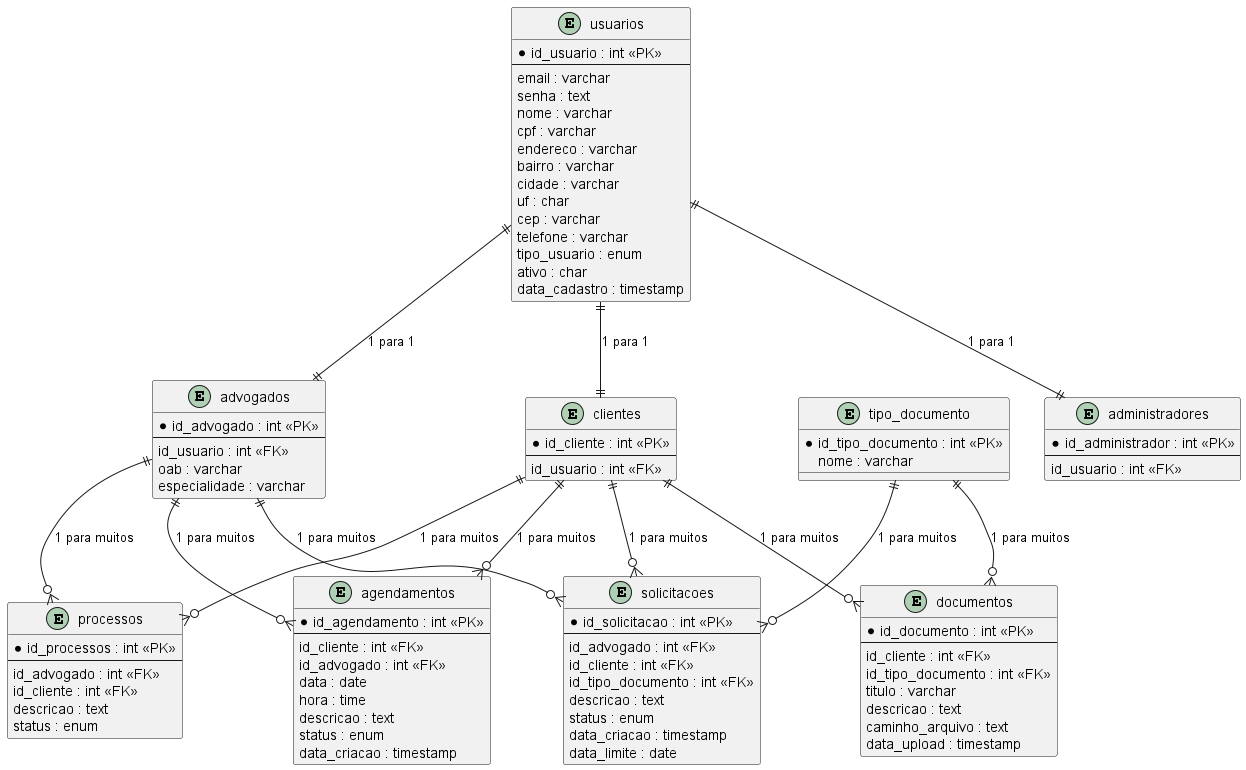 E usuarios
id_usuario : int «PK»
email : varchar
senha : text
nome : varchar
cpf : varchar
endereco : varchar
bairro : varchar
cidade : varchar
uf : char
cep : varchar
telefone : varchar
tipo_usuario : enum
ativo : char
data_cadastro : timestamp
1 para 1
1 para 1
1 para 1
E advogados
id_advogado : int «PK»
id_usuario : int «FK»
oab : varchar
especialidade : varchar
E clientes
id_cliente : int «PK»
id_usuario : int «FK»
E tipo_documento
id_tipo_documento : int «PK»
nome : varchar
E administradores
id_administrador : int «PK»
id_usuario : int «FK»
1 para muitos
1 para muitos
1 para muitos
1 para muitos
1 para muitos
1 para muitos
1 para muitos
1 para muitos
1 para muitos
E processos
id_processos : int «PK»
id_advogado : int «FK»
id_cliente : int «FK»
descricao : text
status : enum
E agendamentos
id_agendamento : int «PK»
id_cliente : int «FK»
id_advogado : int «FK»
data : date
hora : time
descricao : text
status : enum
data_criacao : timestamp
E solicitacoes
id_solicitacao : int «PK»
id_advogado : int «FK»
id_cliente : int «FK»
id_tipo_documento : int «FK»
descricao : text
status : enum
data_criacao : timestamp
data_limite : date
E documentos
id_documento : int «PK»
id_cliente : int «FK»
id_tipo_documento : int «FK»
titulo : varchar
descricao : text
caminho_arquivo : text
data_upload : timestamp